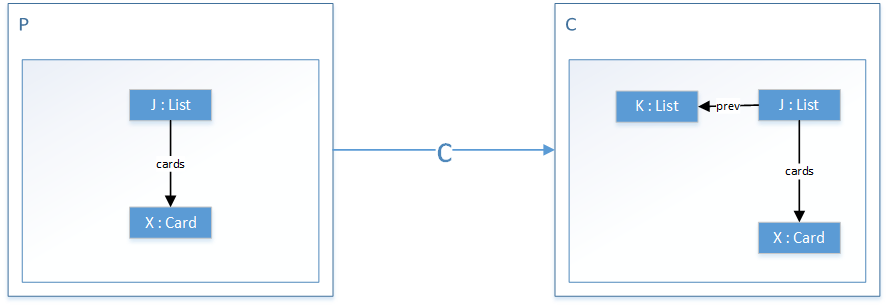 P
J : List
cards
X : Card
C
C
K : List
prev
J : List
cards
X : Card